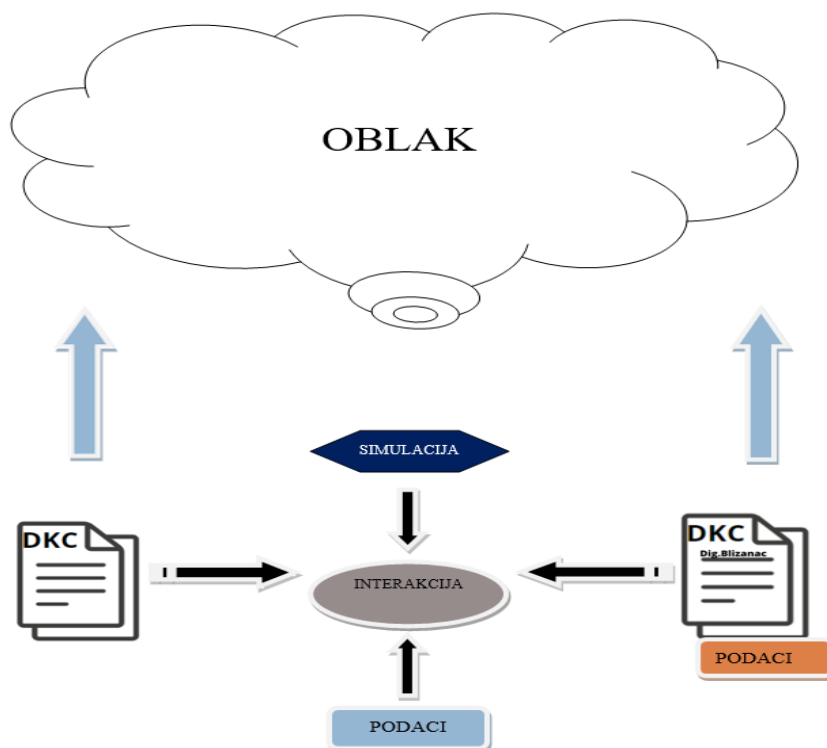 OBLAK
SIMULACIJA
DKC
DKC
Dig.Blizanac
INTERAKCIJA
PODACI
PODACI